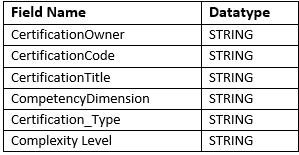 Field Name Datatype
CertificationOwner STRING
CertificationCode STRING
CertificationTitle STRING
CompetencyDimension STRING
Certification_Type STRING
Complexity Level STRING